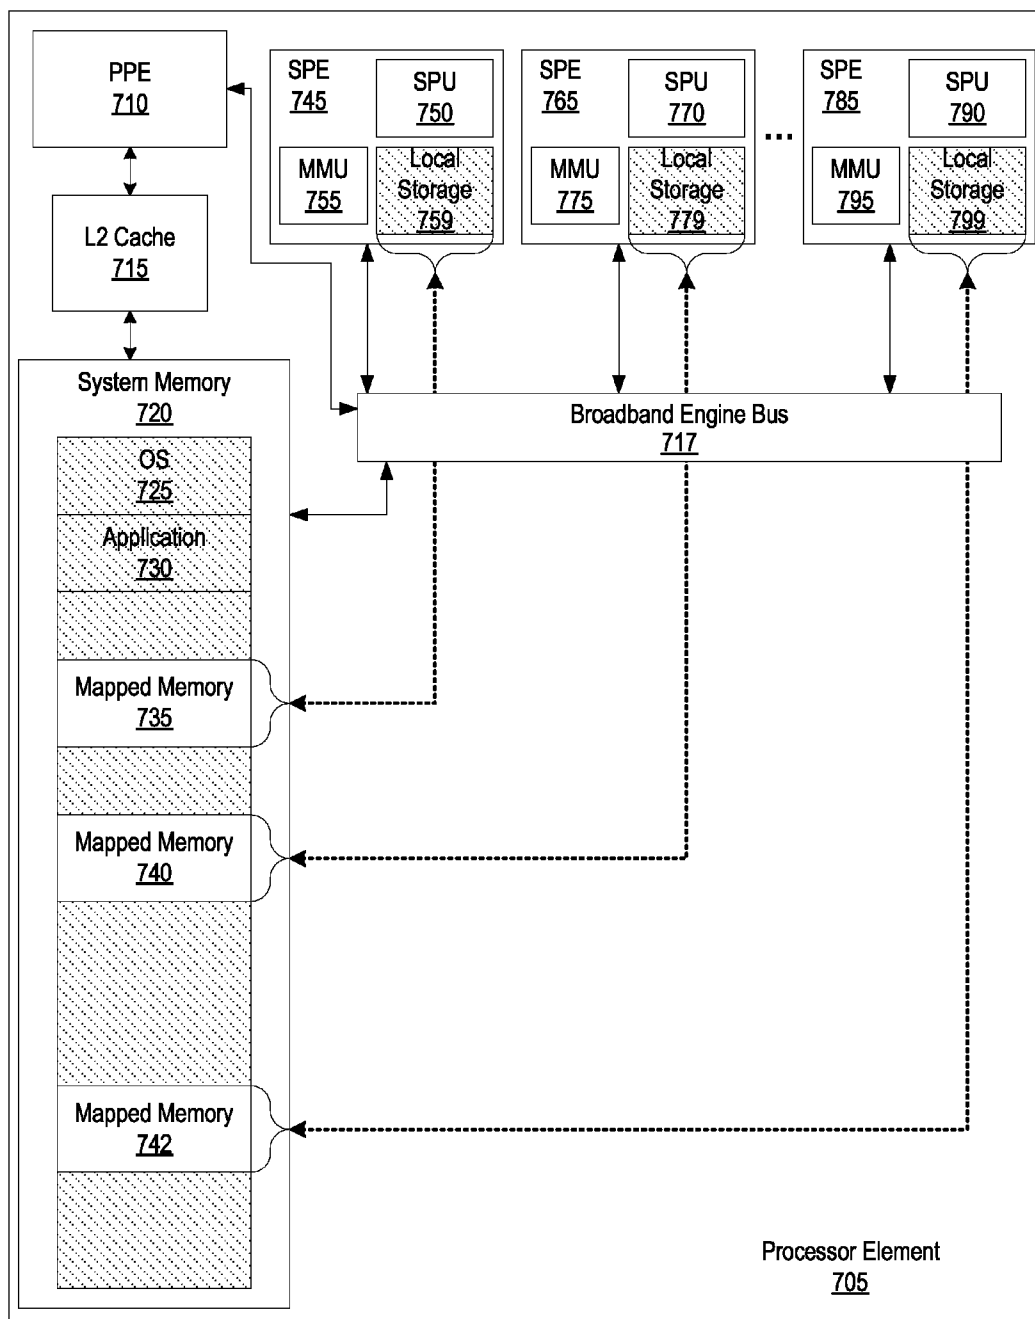 PPE
710
L2 Cache
715
SPE
745
SPU
750
MMU
755
Local
Storage
759
SPE
765
SPU
770
MMU
775
Local
Storage
779
...
SPE
785
SPU
790
MMU
795
Local
Storage
799
Broadband Engine Bus
717
System Memory
720
OS
725
Application
730
Mapped Memory
735
Mapped Memory
740
Mapped Memory
742
Processor Element
705